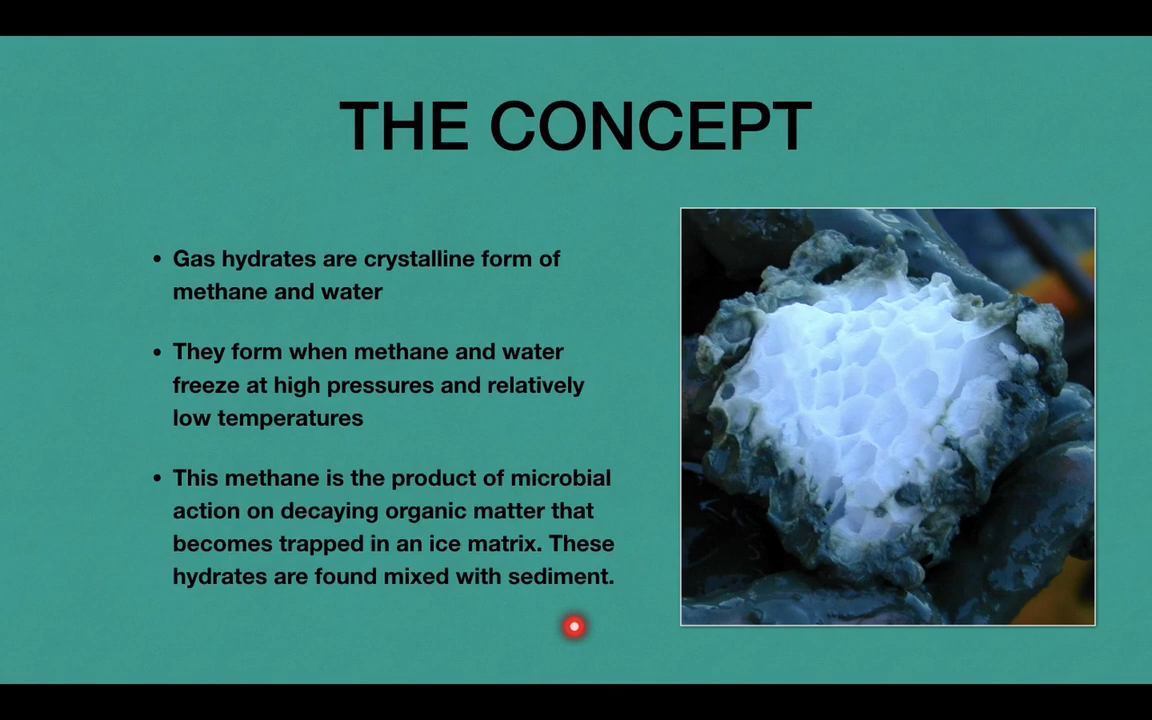 THE CONCEPT
• Gas hydrates are crystalline form of
methane and water
• They form when methane and water
freeze at high pressures and relatively
low temperatures
• This methane is the product of microbial
action on decaying organic matter that
becomes trapped in an ice matrix. These
hydrates are found mixed with sediment.